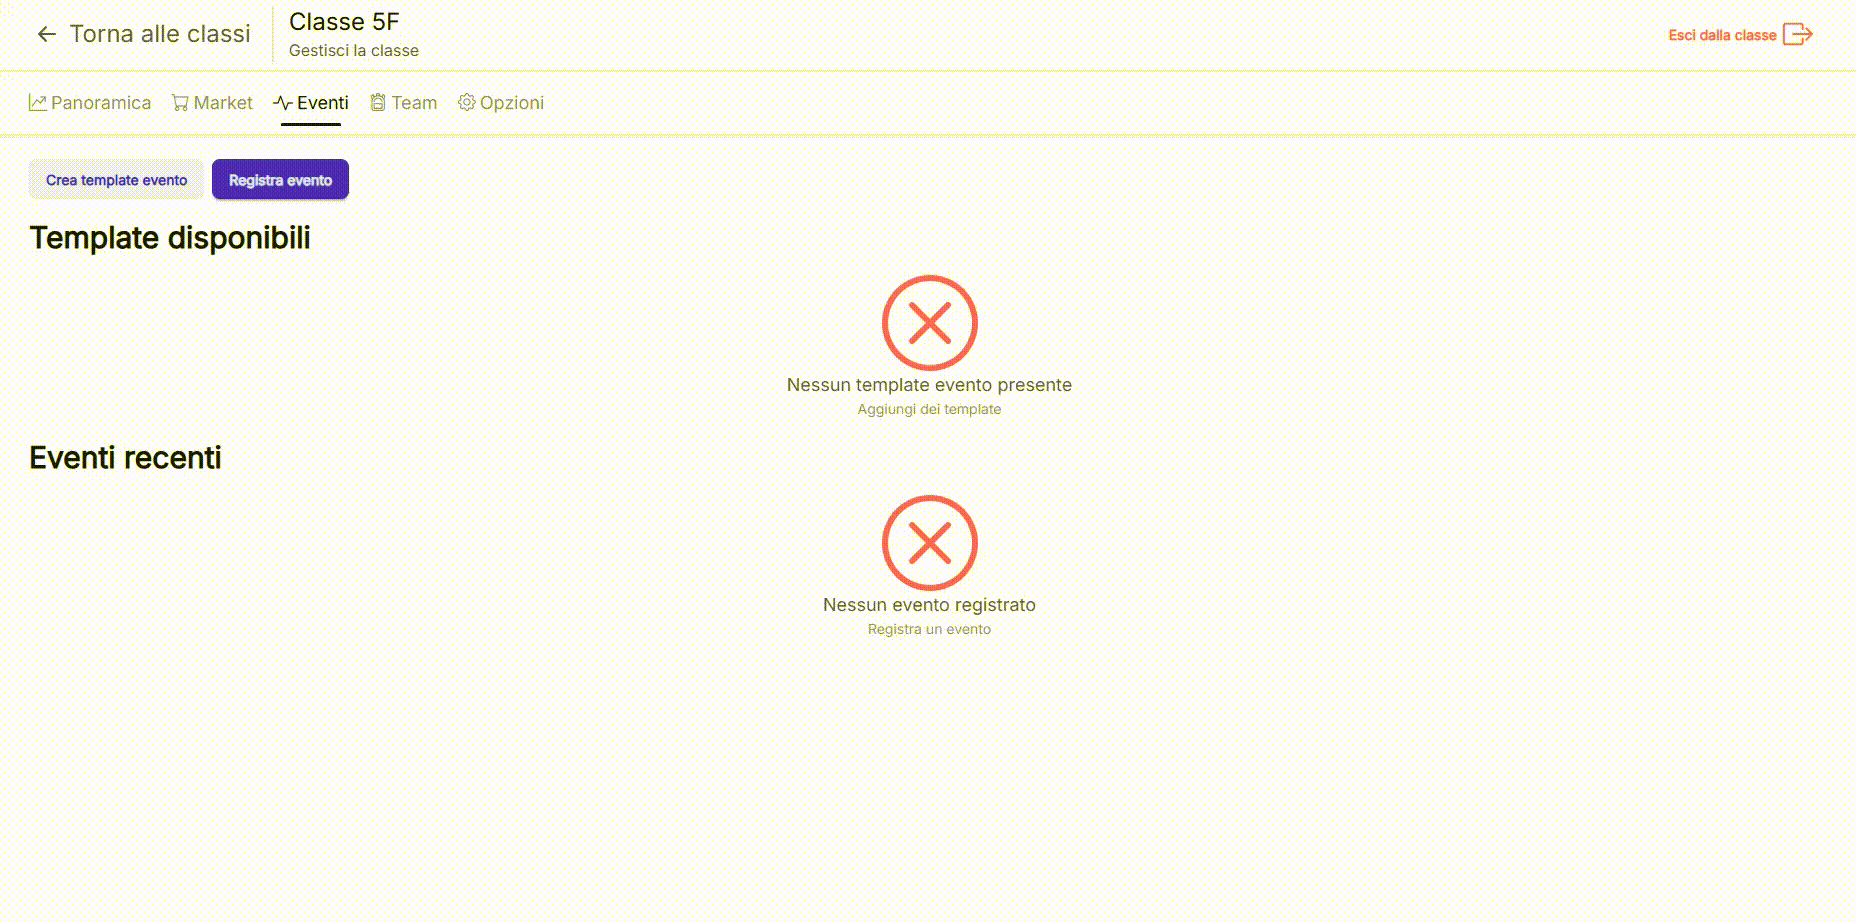 Torna alle classi
Classe 5F
Gestisci la classe
Esci dalla classe
Panoramica Market Eventi Team Opzioni
Crea template evento Registra evento
Template disponibili
Nessun template evento presente
Aggiungi dei template
Eventi recenti
Nessun evento registrato
Registra un evento